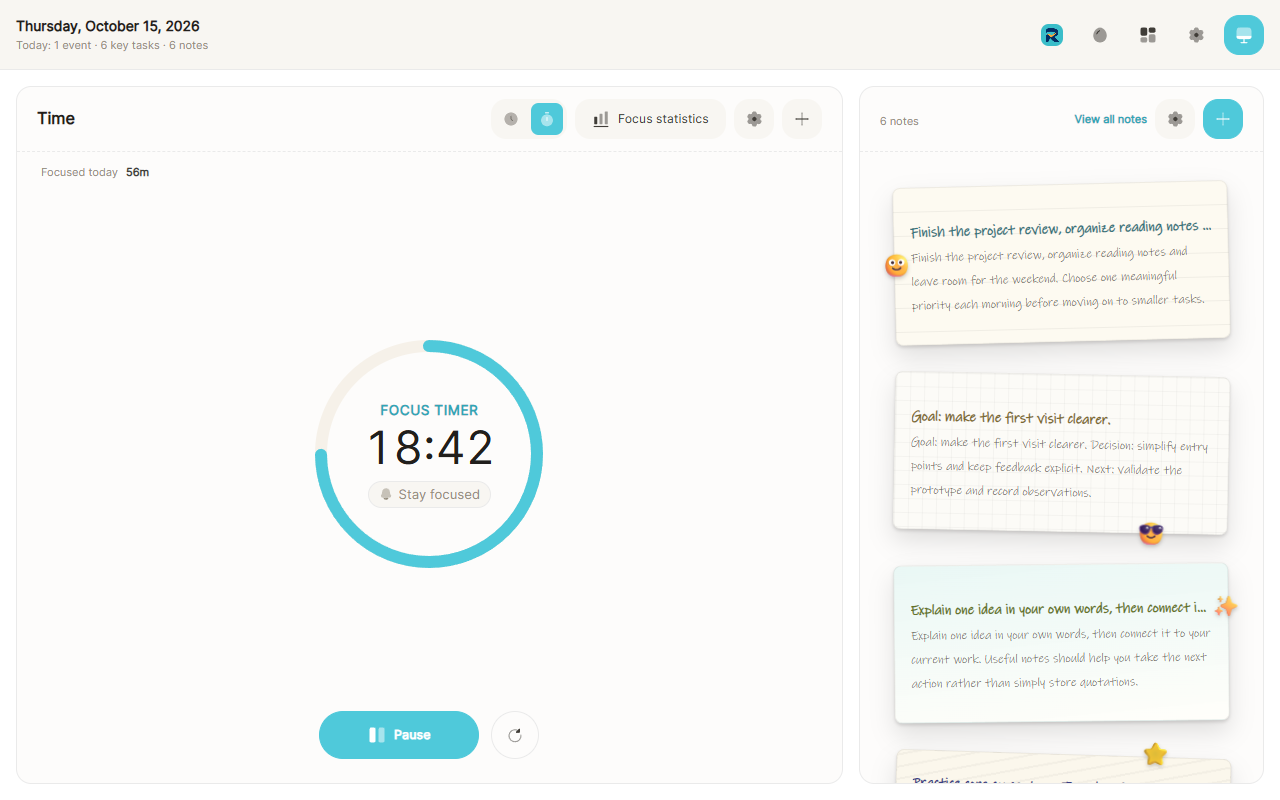 Thursday, October 15, 2026
Today: 1 event · 6 key tasks · 6 notes
Time
Focus statistics
Focused today 56m
FOCUS TIMER
18:42
Stay focused
Pause
6 notes
View all notes
Finish the project review, organize reading notes ...
Finish the project review, organize reading notes and
leave room for the weekend. Choose one meaningful
priority each morning before moving on to smaller tasks.
Goal: make the first visit clearer.
Goal: make the first visit clearer. Decision: simplify entry
points and keep feedback explicit. Next: validate the
prototype and record observations.
Explain one idea in your own words, then connect i...
Explain one idea in your own words, then connect it to your
current work. Useful notes should help you take the next
action rather than simply store quotations.